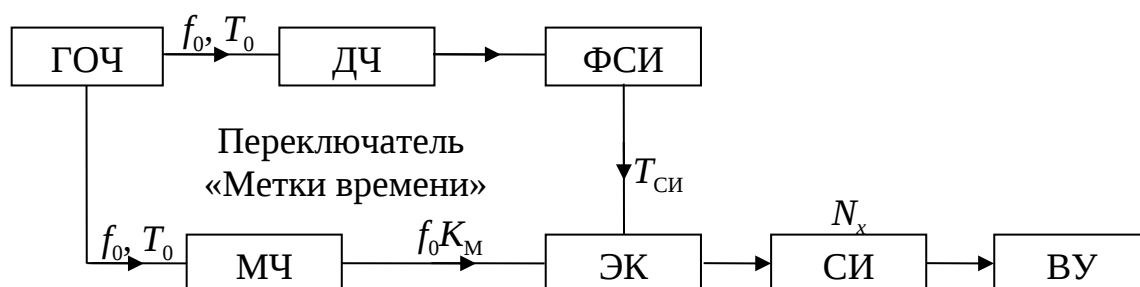 f₀, T₀
ГОЧ
ДЧ
ФСИ
Переключатель
«Метки времени»
Tси
f₀, T₀
f₀Kм
Nₓ
МЧ
ЭК
СИ
ВУ